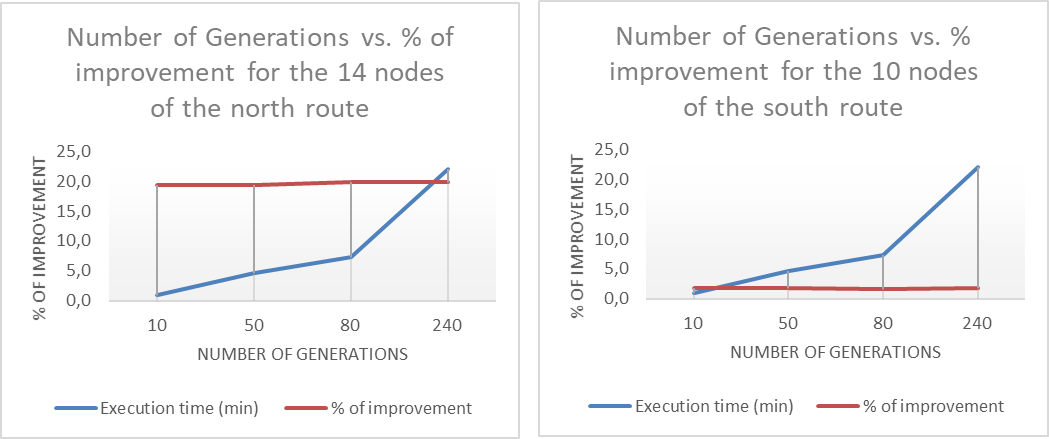 Number of Generations vs. % of
improvement for the 14 nodes
of the north route
% OF IMPROVEMENT
25,0
20,0
15,0
10,0
5,0
0,0
10 50 80 240
NUMBER OF GENERATIONS
Execution time (min) % of improvement
Number of Generations vs. %
improvement for the 10 nodes
of the south route
% OF IMPROVEMENT
25,0
20,0
15,0
10,0
5,0
0,0
10 50 80 240
NUMBER OF GENERATIONS
Execution time (min) % of improvement